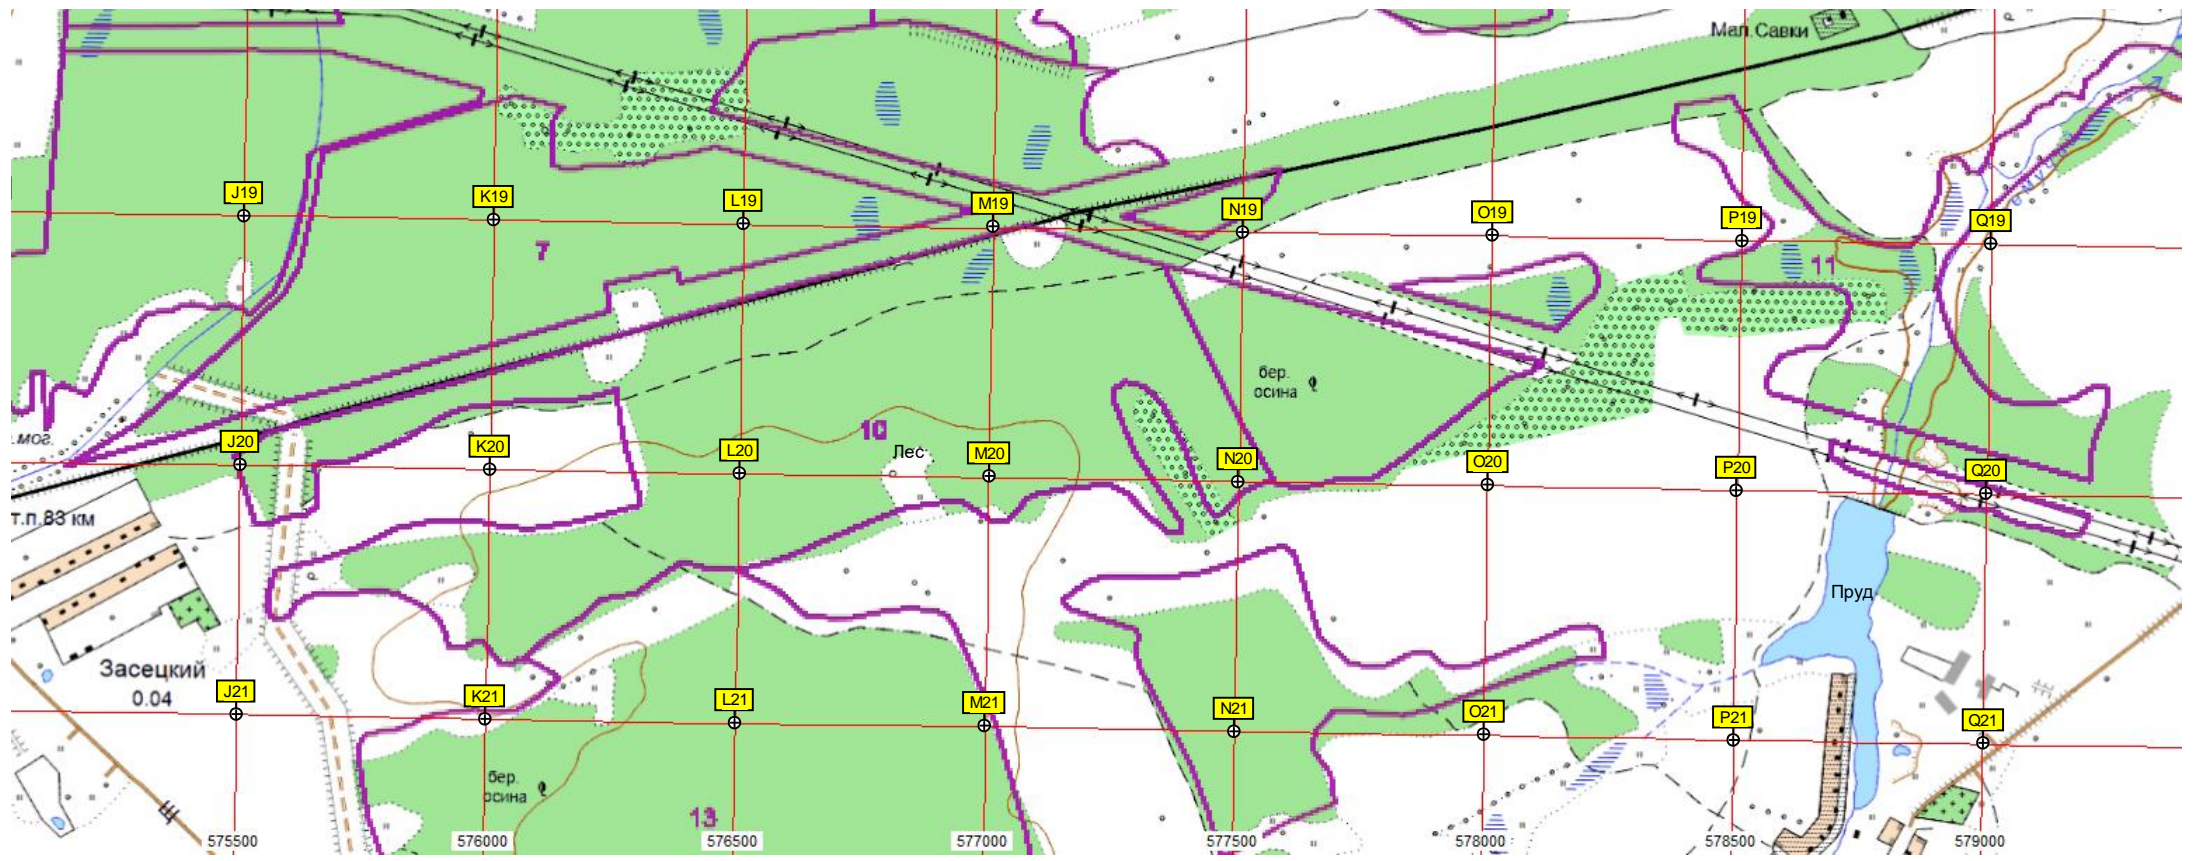 Мал.Савки
J19
K19
L19
M19
N19
O19
P19
Q19
7
11
бер.
осина
мог.
10
Лес
J20
K20
L20
M20
N20
O20
P20
Q20
т.п.83 км
Пруд
Засецкий
0.04
J21
K21
L21
M21
N21
O21
P21
Q21
бер.
осина
13
575500
576000
576500
577000
577500
578000
578500
579000